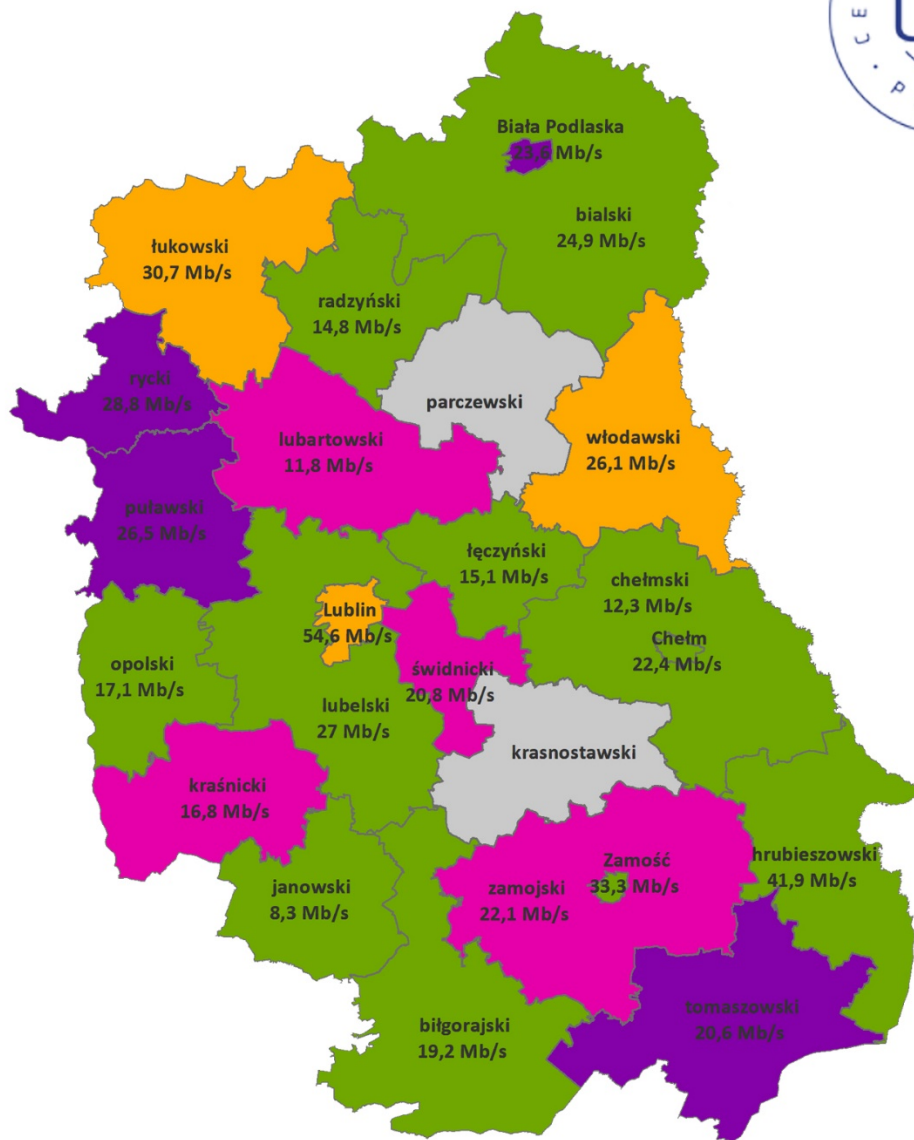 Biała Podlaska
23,6 Mb/s
bialski
24,9 Mb/s
łukowski
30,7 Mb/s
radzyński
14,8 Mb/s
rycki
28,8 Mb/s
parczewski
lubartowski
11,8 Mb/s
włodawski
26,1 Mb/s
puławski
26,5 Mb/s
łęczyński
15,1 Mb/s
chełmski
12,3 Mb/s
Lublin
54,6 Mb/s
Chełm
22,4 Mb/s
opolski
17,1 Mb/s
świdnicki
20,8 Mb/s
lubelski
27 Mb/s
krasnostawski
kraśnicki
16,8 Mb/s
Zamość
33,3 Mb/s
hrubieszowski
41,9 Mb/s
janowski
8,3 Mb/s
zamojski
22,1 Mb/s
tomaszowski
20,6 Mb/s
biłgorajski
19,2 Mb/s